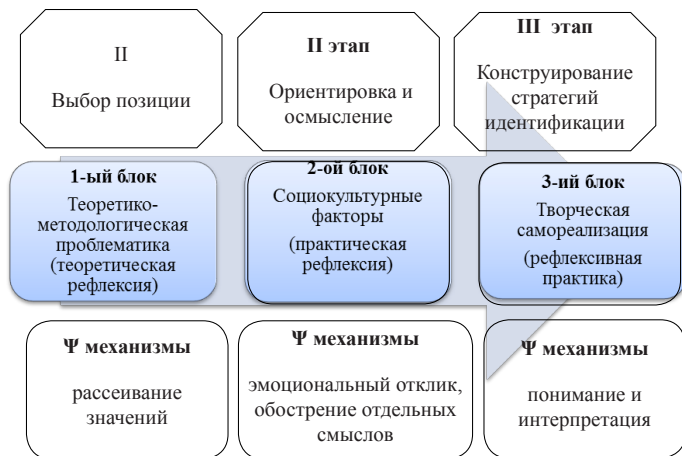 II
Выбор позиции
II этап
Ориентировка и
осмысление
III этап
Конструирование
стратегий
идентификации
1-ый блок
Теоретико-
методологическая
проблематика
(теоретическая
рефлексия)
2-ой блок
Социокультурные
факторы
(практическая
рефлексия)
3-ий блок
Творческая
самореализация
(рефлексивная
практика)
Ψ механизмы
рассеивание
значений
Ψ механизмы
эмоциональный отклик,
обострение отдельных
смыслов
Ψ механизмы
понимание и
интерпретация